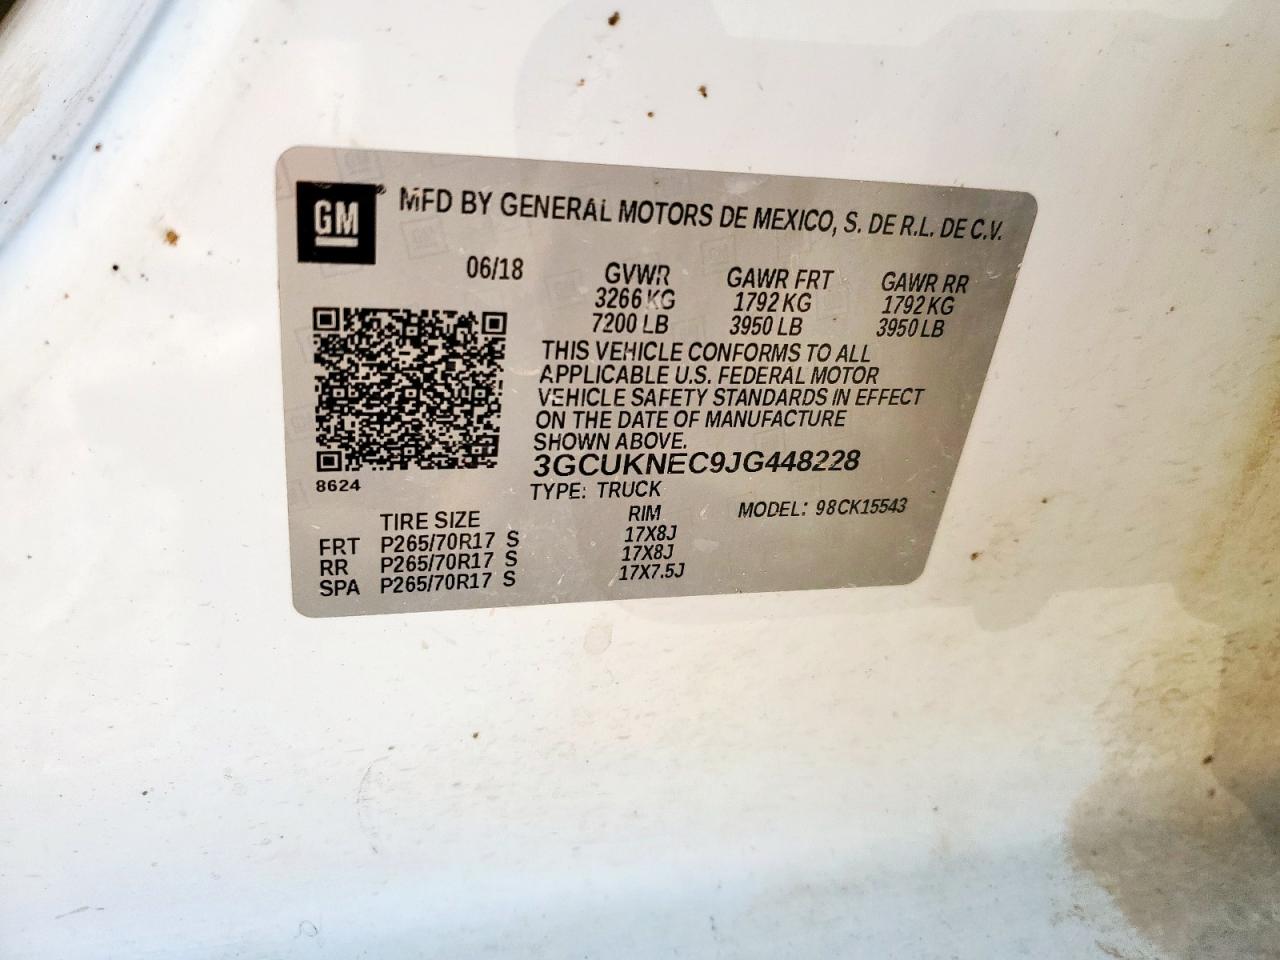 GM ® MFD BY GENERAL MOTORS DE MEXICO, S. DE R.L. DE C.V.
06/18 GVWR GAWR FRT GAWR RR
3266 KG 1792 KG 1792 KG
7200 LB 3950 LB 3950 LB
THIS VEHICLE CONFORMS TO ALL
APPLICABLE U.S. FEDERAL MOTOR
VEHICLE SAFETY STANDARDS IN EFFECT
ON THE DATE OF MANUFACTURE
SHOWN ABOVE.
3GCUKNEC9JG448228
8624 TYPE: TRUCK MODEL: 98CK15543
TIRE SIZE RIM
FRT P265/70R17 S 17X8J
RR P265/70R17 S 17X8J
SPA P265/70R17 S 17X7.5J